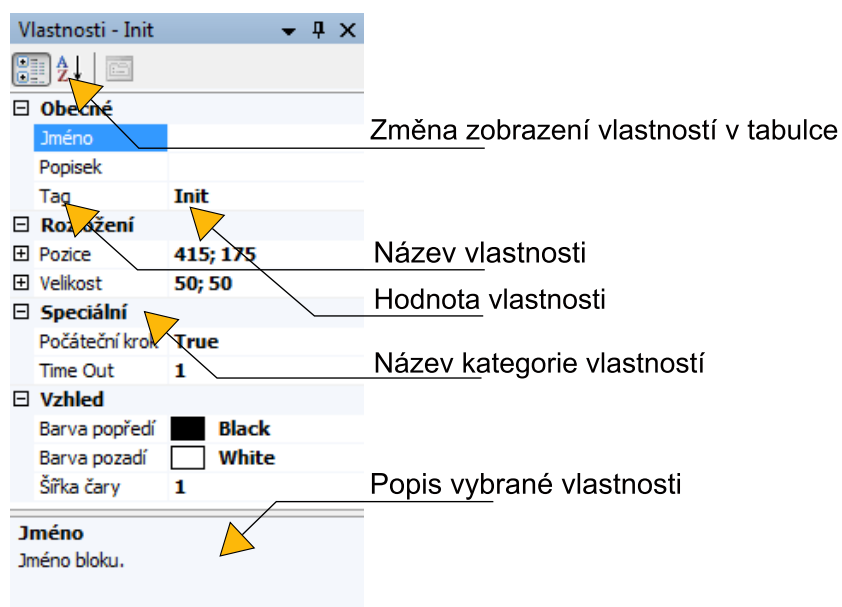 Vlastnosti - Init
Obecné
Jméno
Změna zobrazení vlastností v tabulce
Popisek
Tag Init
Rozložení
Pozice 415; 175
Název vlastnosti
Velikost 50; 50
Hodnota vlastnosti
Speciální
Počáteční krok True
Název kategorie vlastností
Time Out 1
Vzhled
Barva popředí Black
Barva pozadí White
Šířka čary 1
Popis vybrané vlastnosti
Jméno
Jméno bloku.